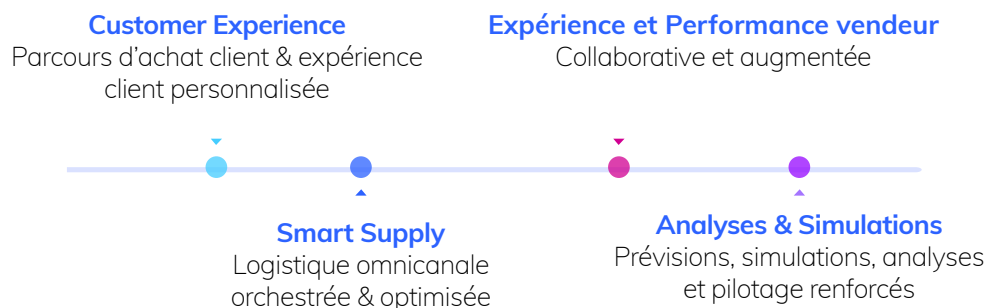 Customer Experience
Parcours d’achat client & expérience
client personnalisée
Expérience et Performance vendeur
Collaborative et augmentée
Smart Supply
Logistique omnicanale
orchestrée & optimisée
Analyses & Simulations
Prévisions, simulations, analyses
et pilotage renforcés